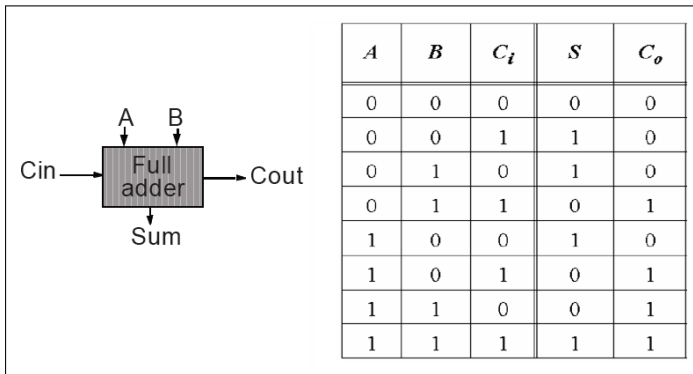 A B
Cin Full adder Cout
Sum
A B C_i S C_o
0 0 0 0 0
0 0 1 1 0
0 1 0 1 0
0 1 1 0 1
1 0 0 1 0
1 0 1 0 1
1 1 0 0 1
1 1 1 1 1